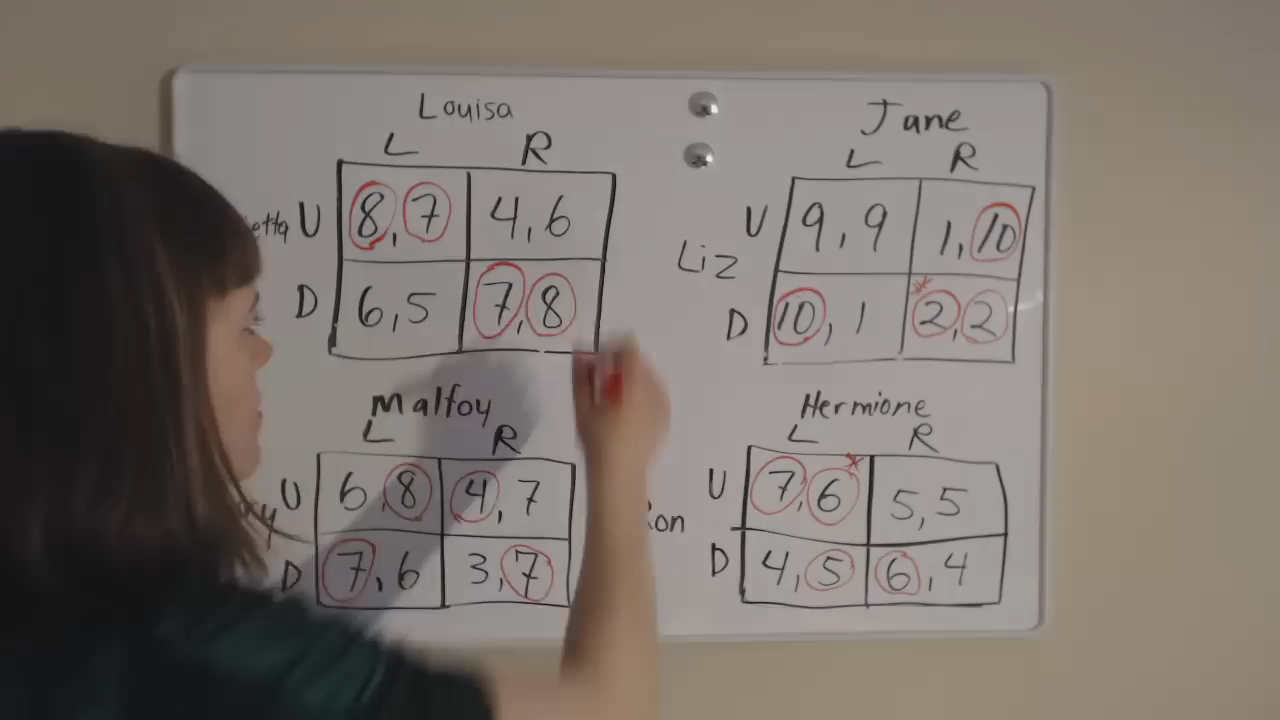 Louisa
L R
U 8,7 4,6
D 6,5 7,8
Jane
L R
Liz
U 9,9 1,10
D 10,1 *2,2
Malfoy
L R
U 6,8 4,7
D 7,6 3,7
Hermione
L R
U 7,6* 5,5
D 4,5 6,4